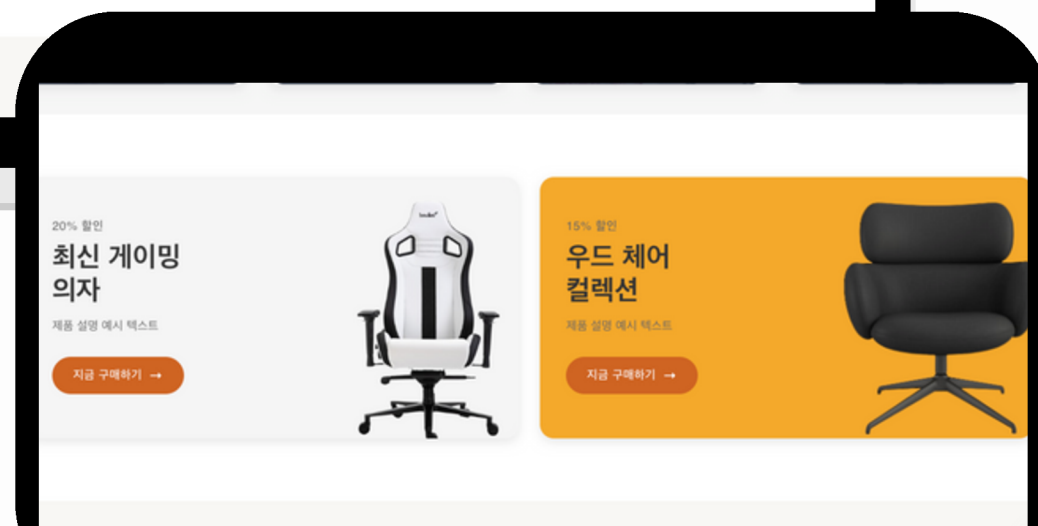 20% 할인
최신 게이밍
의자
제품 설명 예시 텍스트
지금 구매하기 →
15% 할인
우드 체어
컬렉션
제품 설명 예시 텍스트
지금 구매하기 →